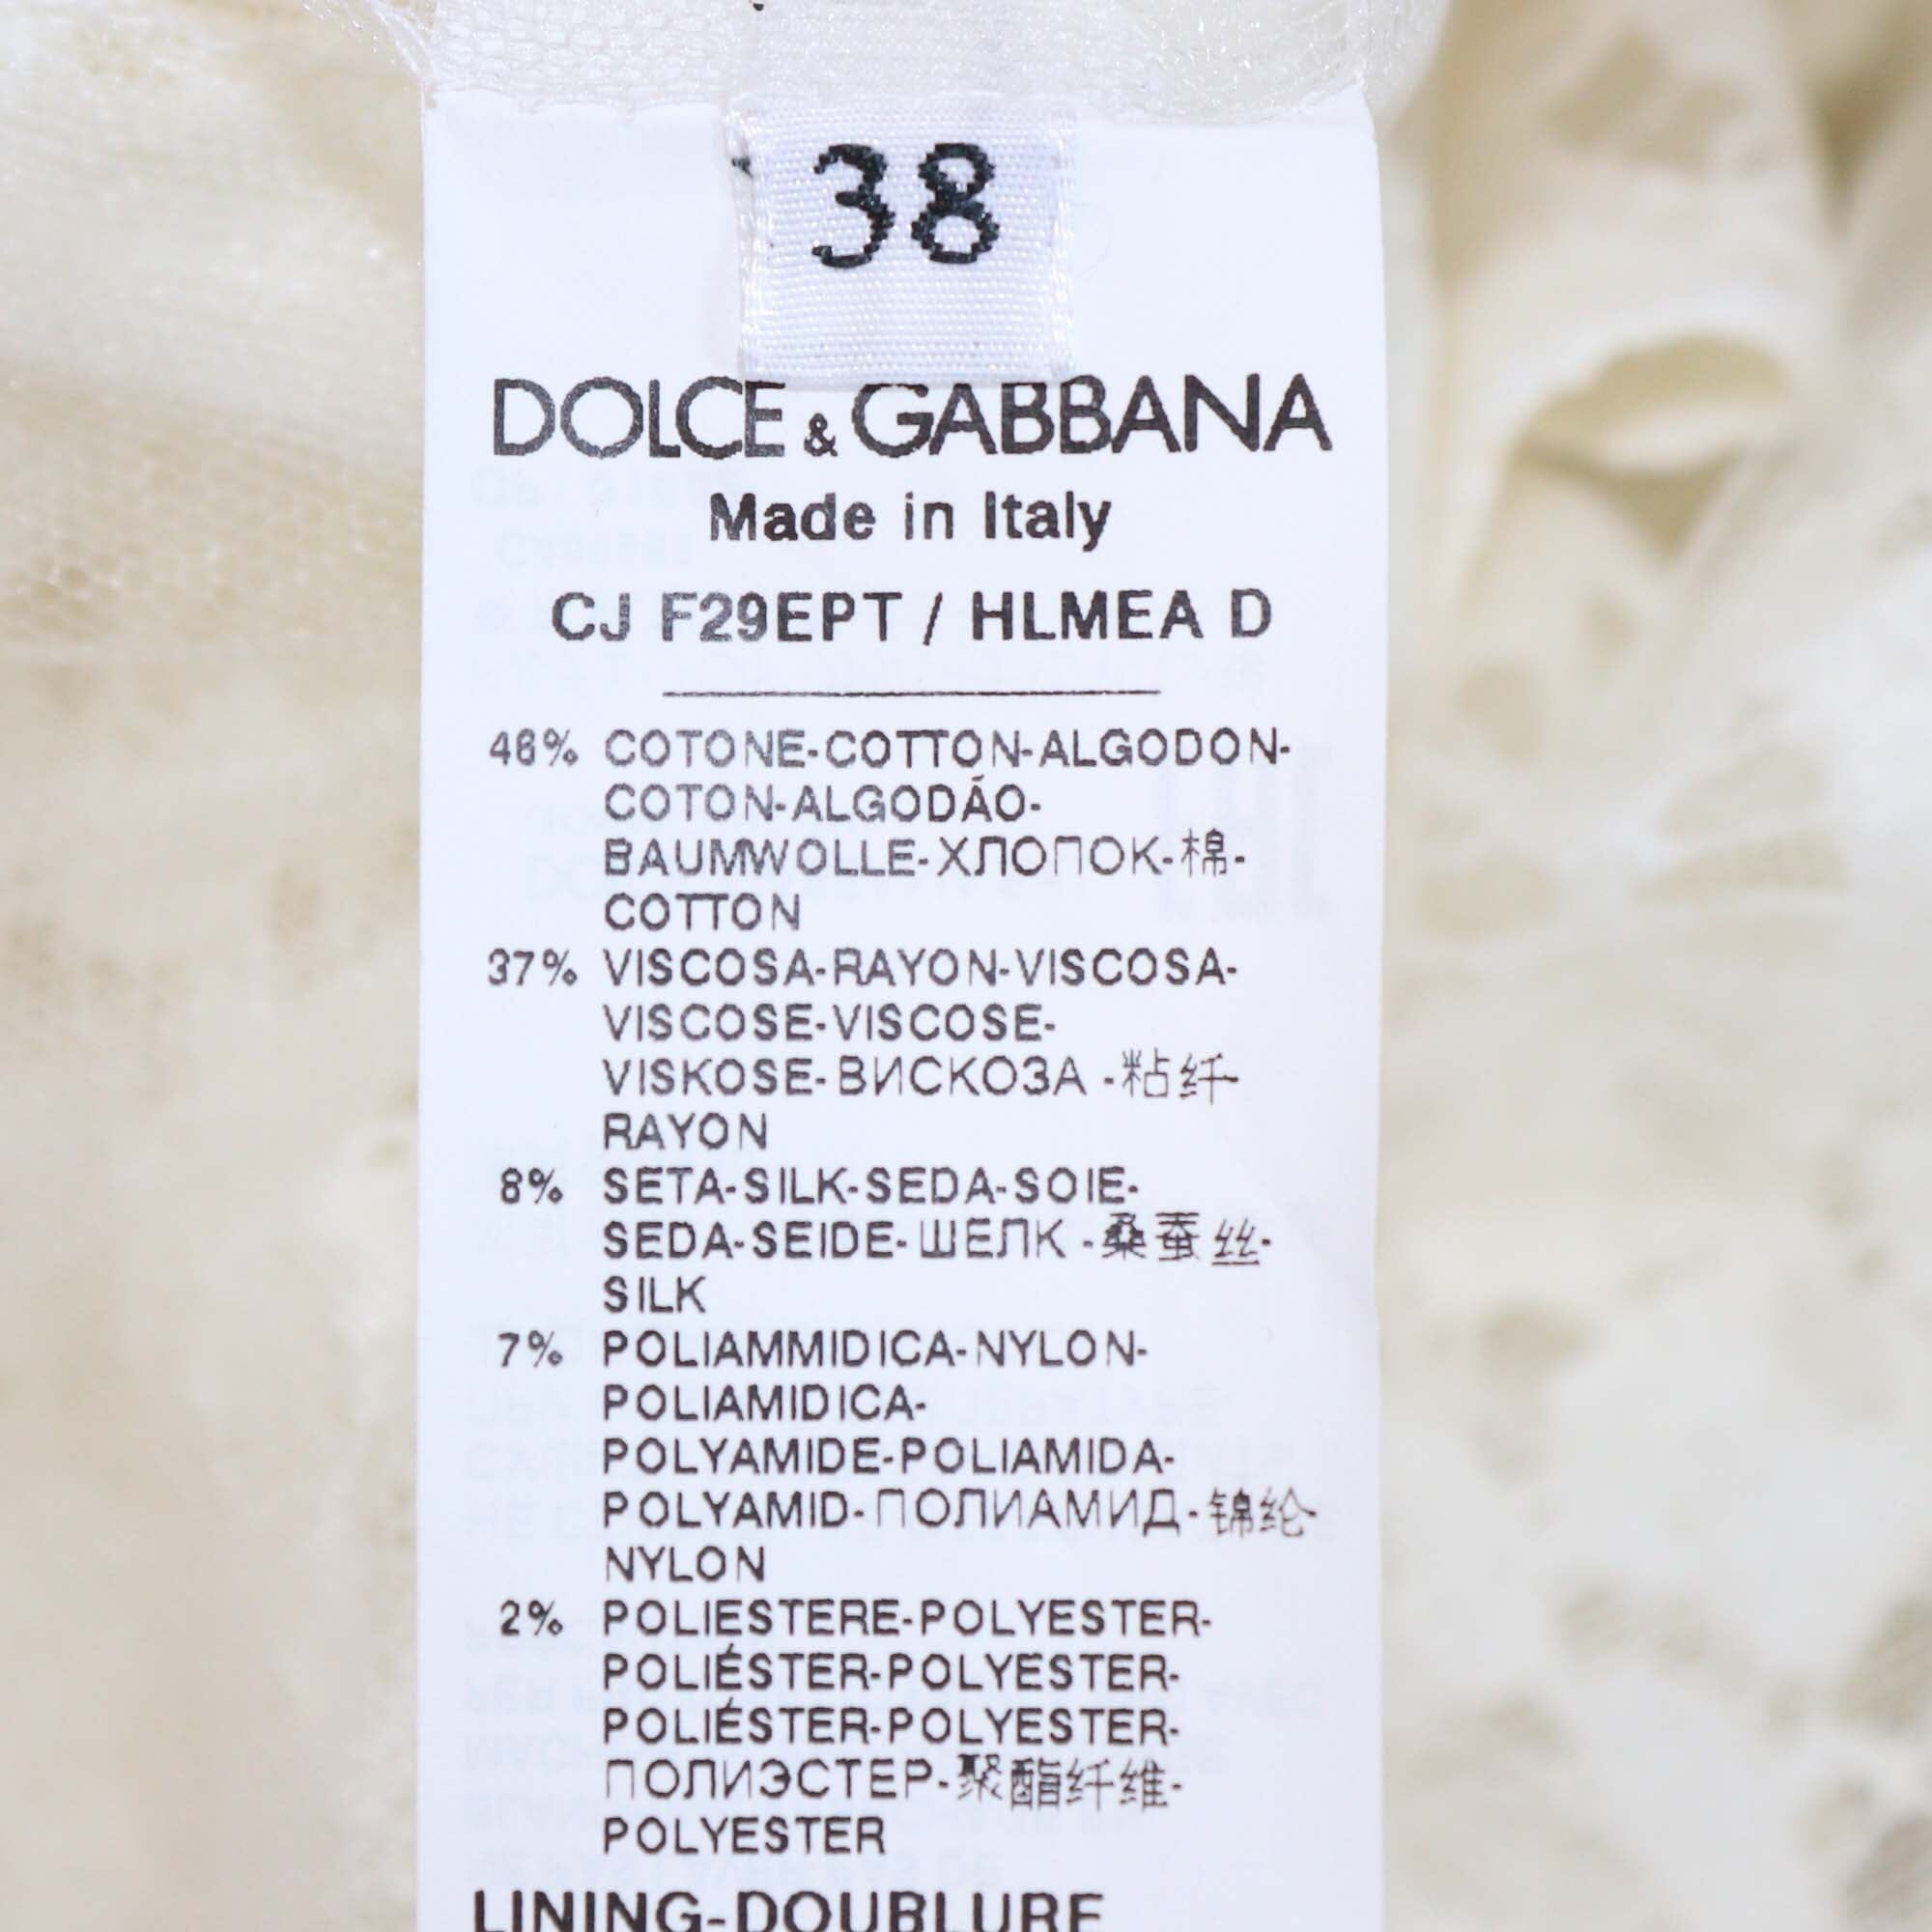 38
DOLCE & GABBANA
Made in Italy
CJ F29EPT / HLMEA D
46% COTONE-COTTON-ALGODON-
COTON-ALGODÃO-
BAUMWOLLE-ХЛОПОК-棉-
COTTON
37% VISCOSA-RAYON-VISCOSA-
VISCOSE-VISCOSE-
VISKOSE-ВИСКОЗА -粘纤-
RAYON
8% SETA-SILK-SEDA-SOIE-
SEDA-SEIDE-ШЕЛК -桑蚕丝-
SILK
7% POLIAMMIDICA-NYLON-
POLIAMIDICA-
POLYAMIDE-POLIAMIDA-
POLYAMID-ПОЛИАМИД-锦纶-
NYLON
2% POLIESTERE-POLYESTER-
POLIÉSTER-POLYESTER-
POLIÉSTER-POLYESTER-
ПОЛИЭСТЕР-聚酯纤维-
POLYESTER
LINING-DOUBLURE